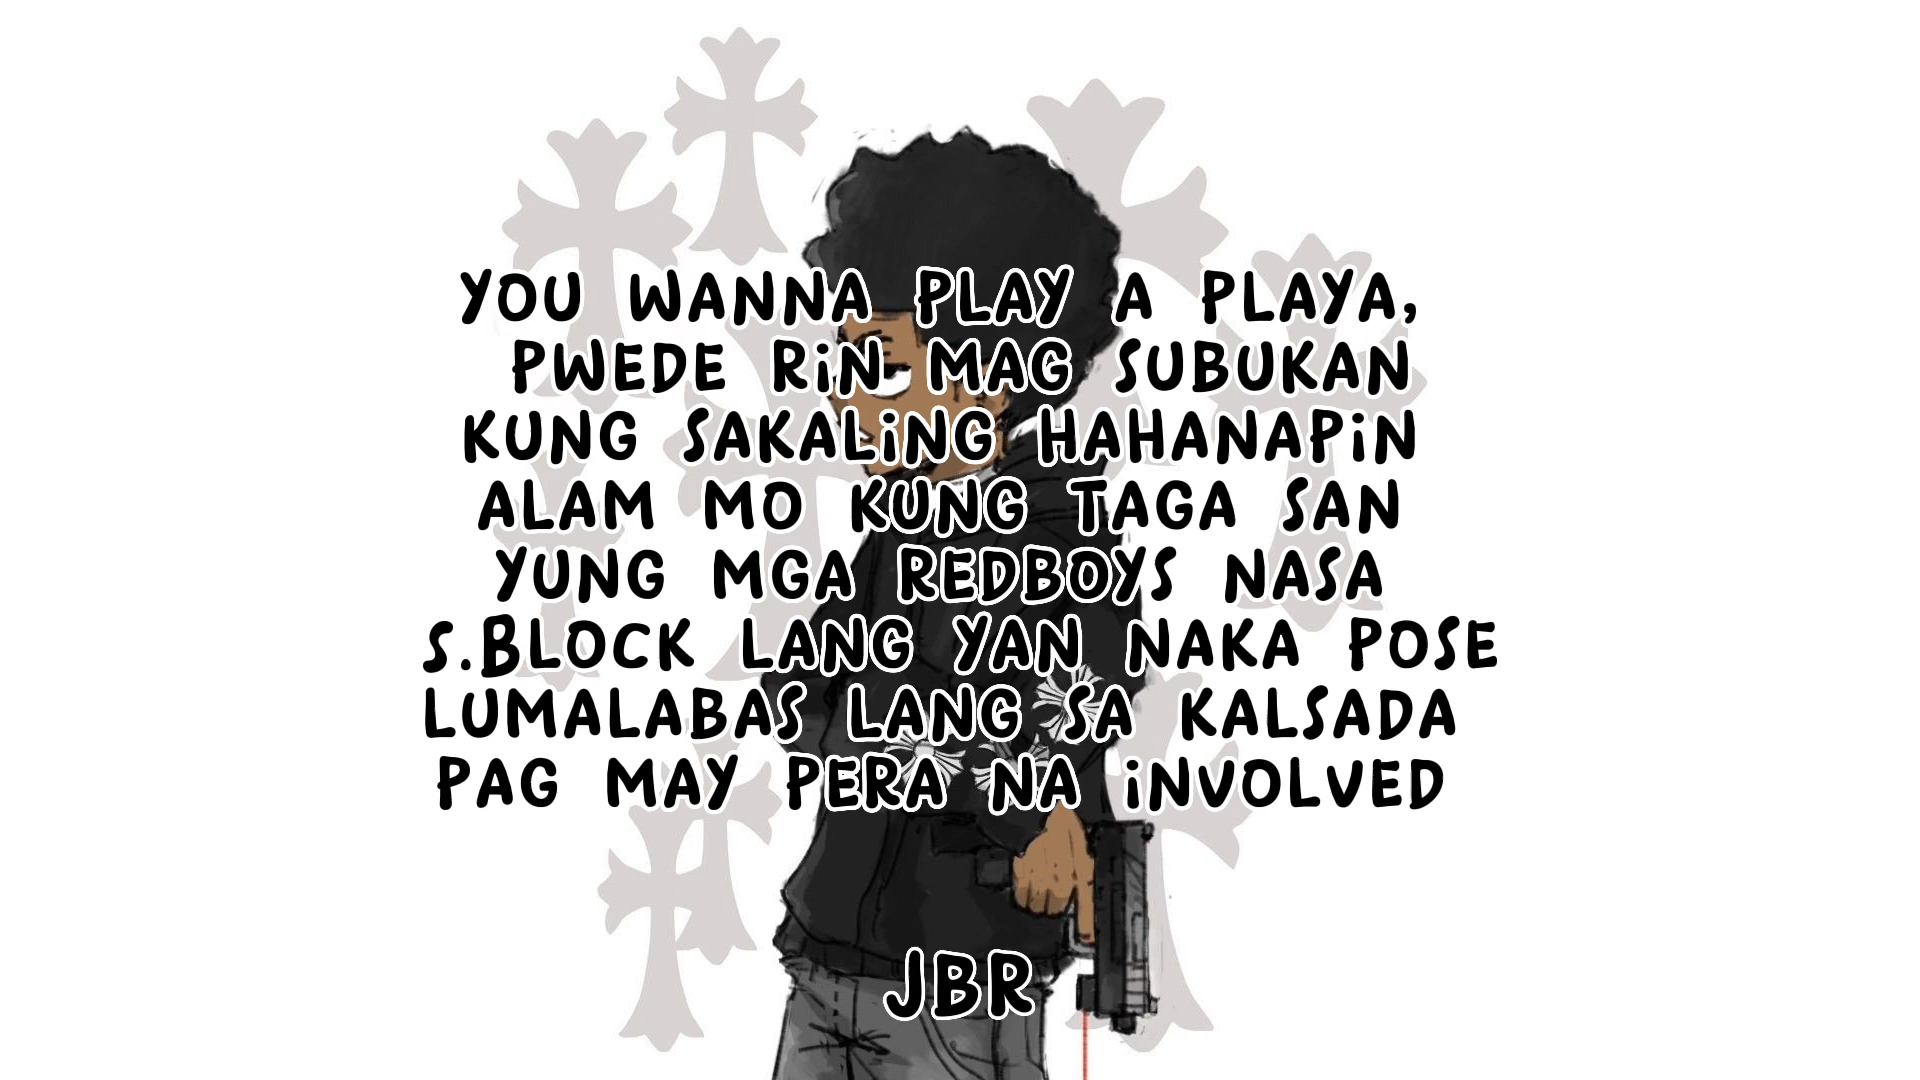 YOU WANNA PLAY A PLAYA,
PWEDE RiN MAG SUBUKAN
KUNG SAKALiNG HAHANAPiN
ALAM MO KUNG TAGA SAN
YUNG MGA REDBOYS NASA
S.BLOCK LANG YAN NAKA POSE
LUMALABAS LANG SA KALSADA
PAG MAY PERA NA iNVOLVED
JBR